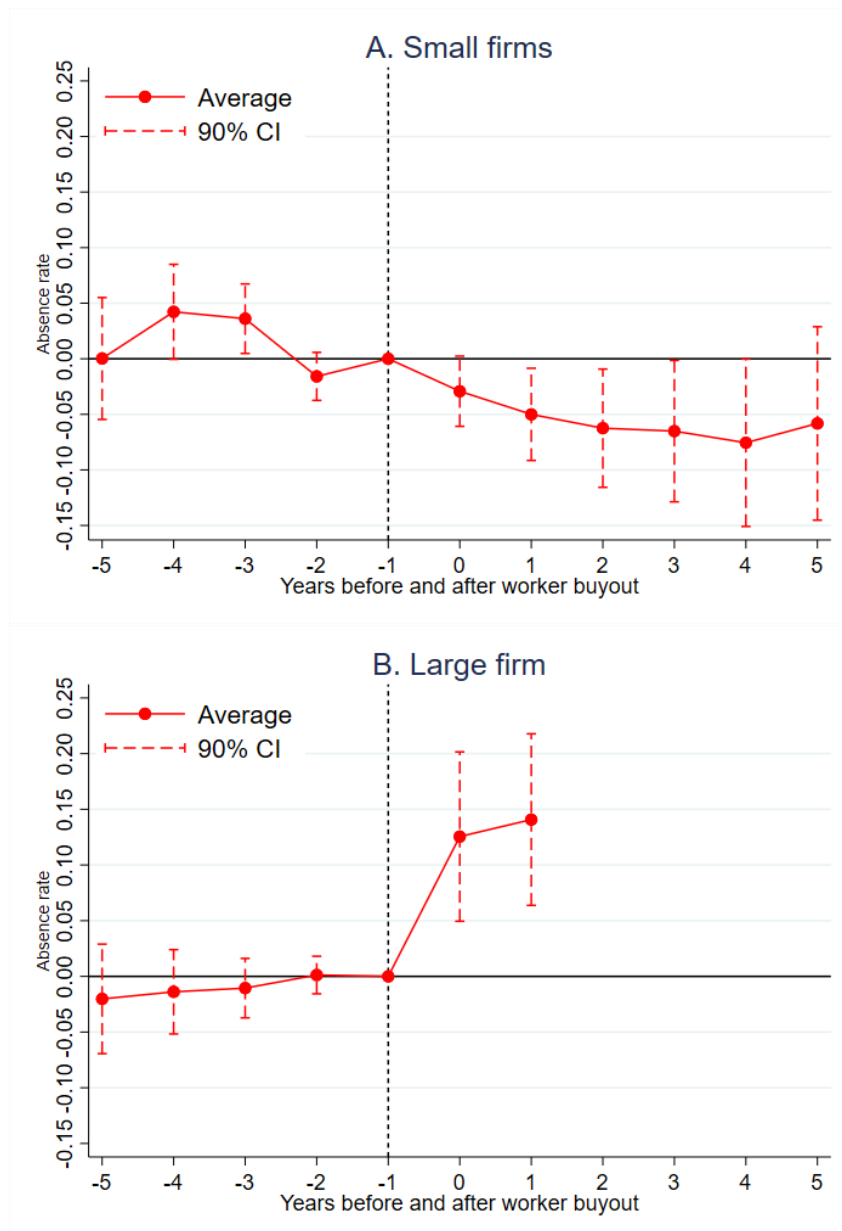 A. Small firms
Average
90% CI
Absence rate
0.25
0.20
0.15
0.10
0.05
0.00
-0.05
-0.10
-0.15
-5 -4 -3 -2 -1 0 1 2 3 4 5
Years before and after worker buyout
B. Large firm
Average
90% CI
Absence rate
0.25
0.20
0.15
0.10
0.05
0.00
-0.05
-0.10
-0.15
-5 -4 -3 -2 -1 0 1 2 3 4 5
Years before and after worker buyout